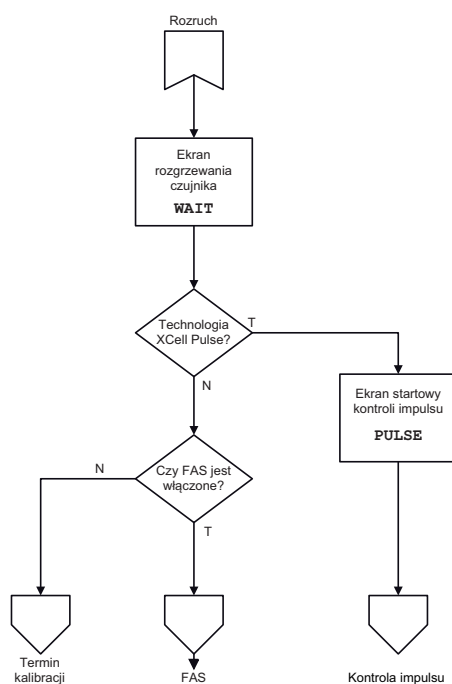 Rozruch
Ekran
rozgrzewania
czujnika
WAIT
Technologia
XCell Pulse?
T
N
Ekran startowy
kontroli impulsu
PULSE
N
Czy FAS jest
włączone?
T
Termin
kalibracji
FAS
Kontrola impulsu